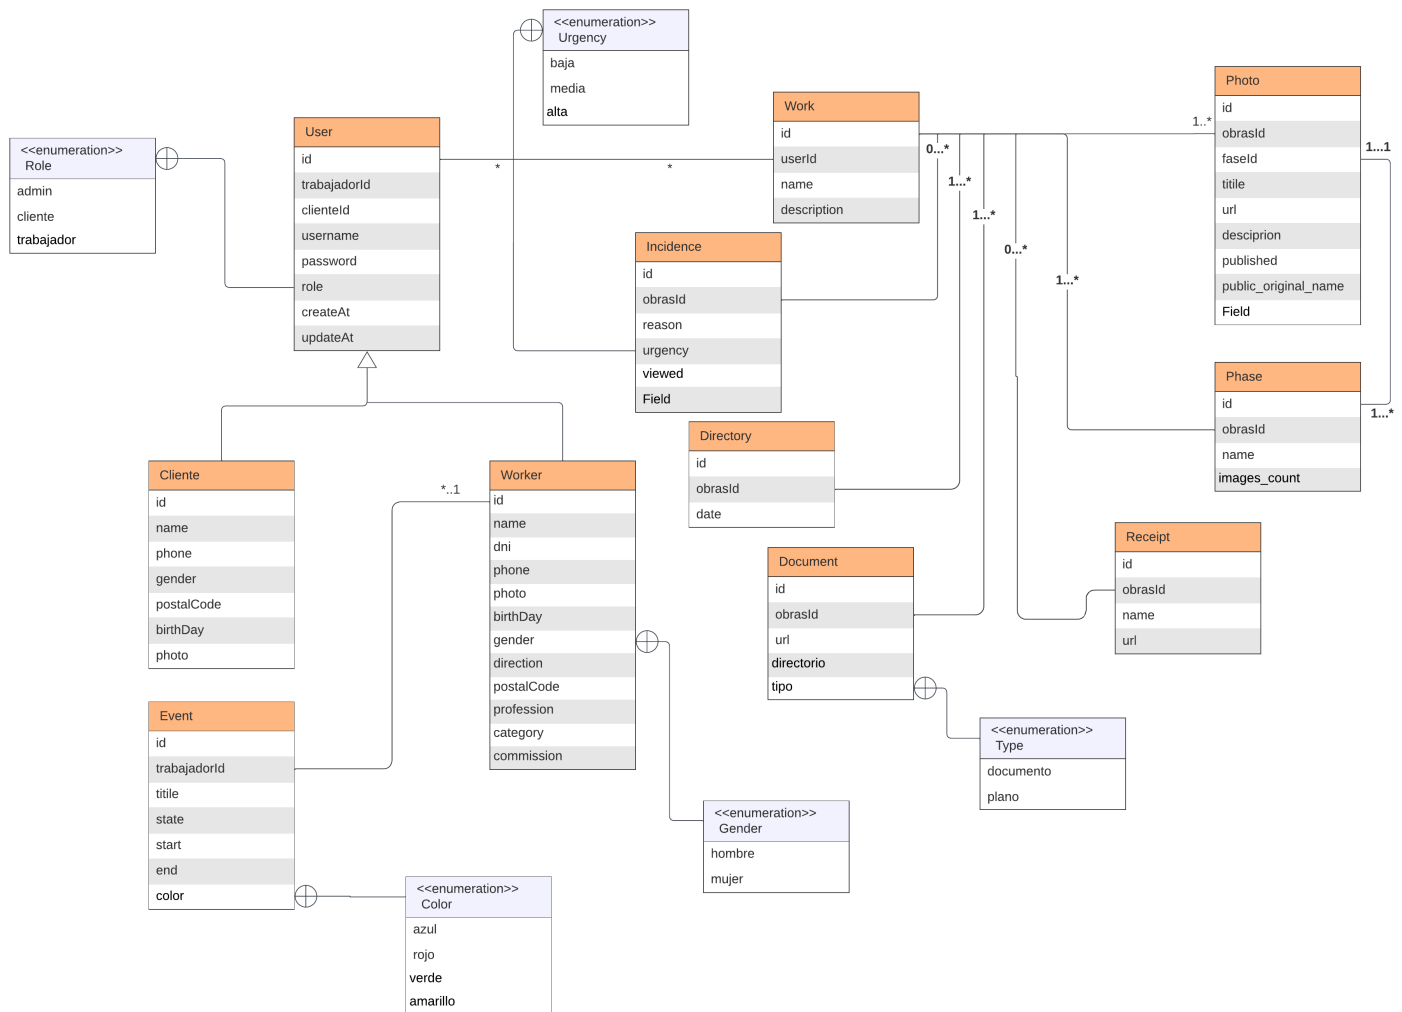 <<enumeration>>
Urgency
baja
media
alta
<<enumeration>>
Role
admin
cliente
trabajador
User
id
trabajadorId
clienteId
username
password
role
createAt
updateAt
*
*
Work
id
userId
name
description
1..*
0...*
1...*
1...*
0...*
1...*
Photo
id
obrasId
faseId
titile
url
desciprion
published
public_original_name
Field
1...1
1...*
Incidence
id
obrasId
reason
urgency
viewed
Field
Phase
id
obrasId
name
images_count
Directory
id
obrasId
date
Cliente
id
name
phone
gender
postalCode
birthDay
photo
*..1
Worker
id
name
dni
phone
photo
birthDay
gender
direction
postalCode
profession
category
commission
Receipt
id
obrasId
name
url
Document
id
obrasId
url
directorio
tipo
Event
id
trabajadorId
titile
state
start
end
color
<<enumeration>>
Type
documento
plano
<<enumeration>>
Gender
hombre
mujer
<<enumeration>>
Color
azul
rojo
verde
amarillo